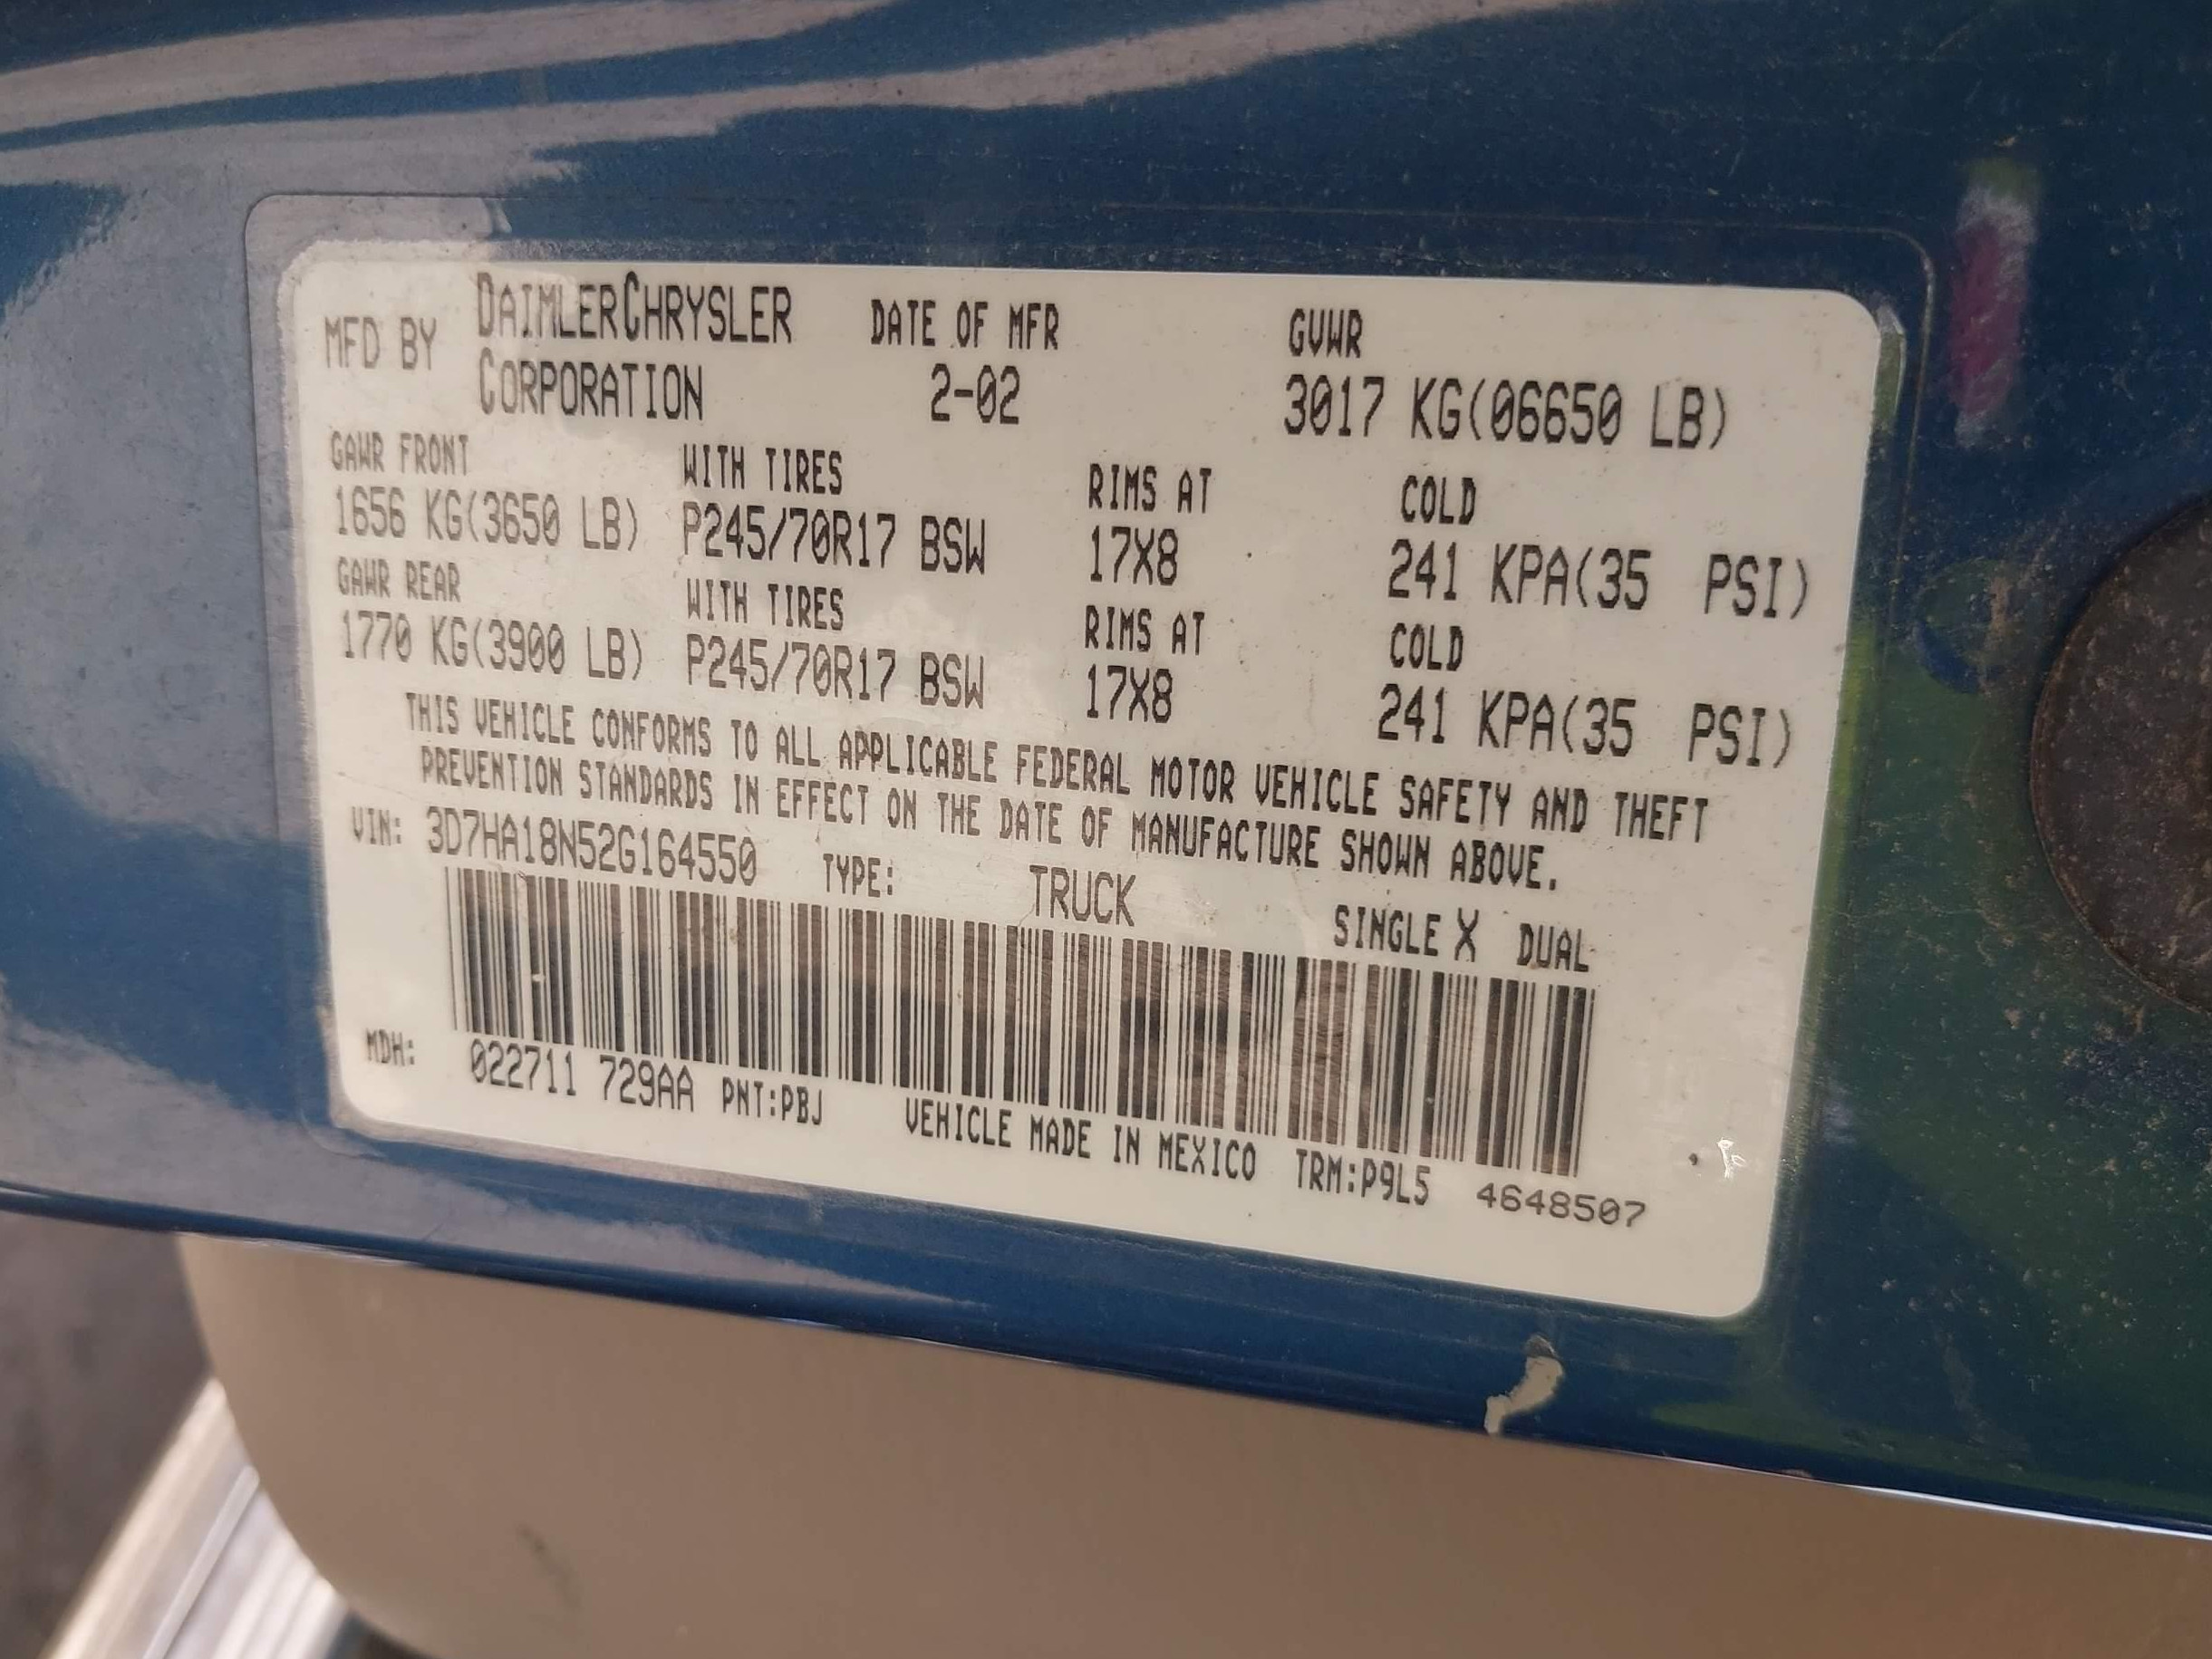 MFD BY DAIMLERCHRYSLER CORPORATION DATE OF MFR 2-02 GVWR 3017 KG(06650 LB)
GAWR FRONT WITH TIRES RIMS AT COLD
1656 KG(3650 LB) P245/70R17 BSW 17X8 241 KPA(35 PSI)
GAWR REAR WITH TIRES RIMS AT COLD
1770 KG(3900 LB) P245/70R17 BSW 17X8 241 KPA(35 PSI)
THIS VEHICLE CONFORMS TO ALL APPLICABLE FEDERAL MOTOR VEHICLE SAFETY AND THEFT
PREVENTION STANDARDS IN EFFECT ON THE DATE OF MANUFACTURE SHOWN ABOVE.
VIN: 3D7HA18N52G164550 TYPE: TRUCK SINGLE X DUAL
MDH: 022711 729AA PNT:PBJ VEHICLE MADE IN MEXICO TRM:P9L5 4648507